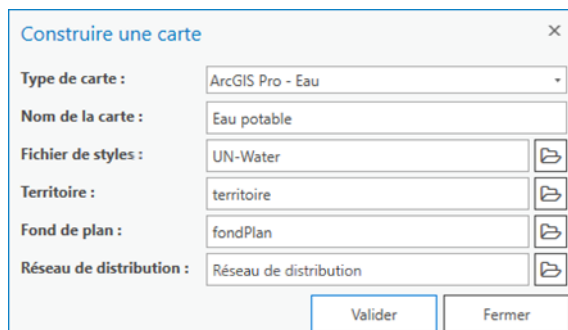 Construire une carte
Type de carte : ArcGIS Pro - Eau
Nom de la carte : Eau potable
Fichier de styles : UN-Water
Territoire : territoire
Fond de plan : fondPlan
Réseau de distribution : Réseau de distribution
Valider Fermer